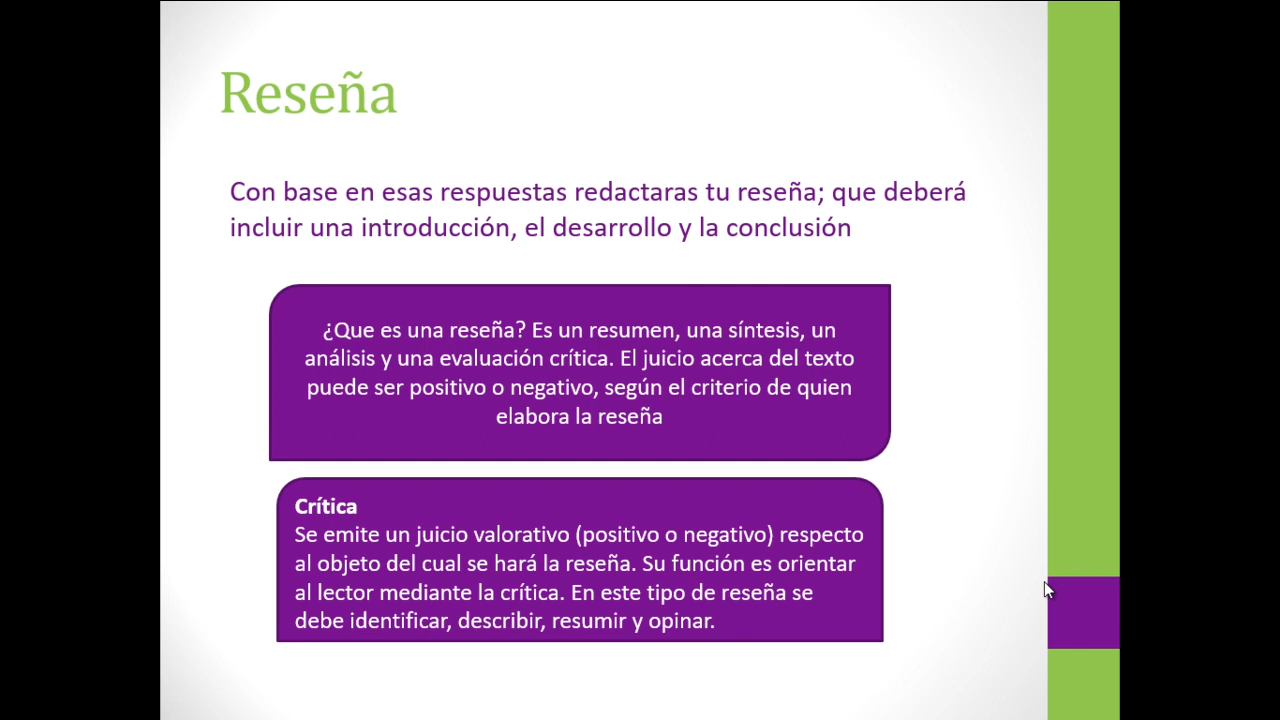 Reseña
Con base en esas respuestas redactaras tu reseña; que deberá
incluir una introducción, el desarrollo y la conclusión
¿Que es una reseña? Es un resumen, una síntesis, un
análisis y una evaluación crítica. El juicio acerca del texto
puede ser positivo o negativo, según el criterio de quien
elabora la reseña
Crítica
Se emite un juicio valorativo (positivo o negativo) respecto
al objeto del cual se hará la reseña. Su función es orientar
al lector mediante la crítica. En este tipo de reseña se
debe identificar, describir, resumir y opinar.